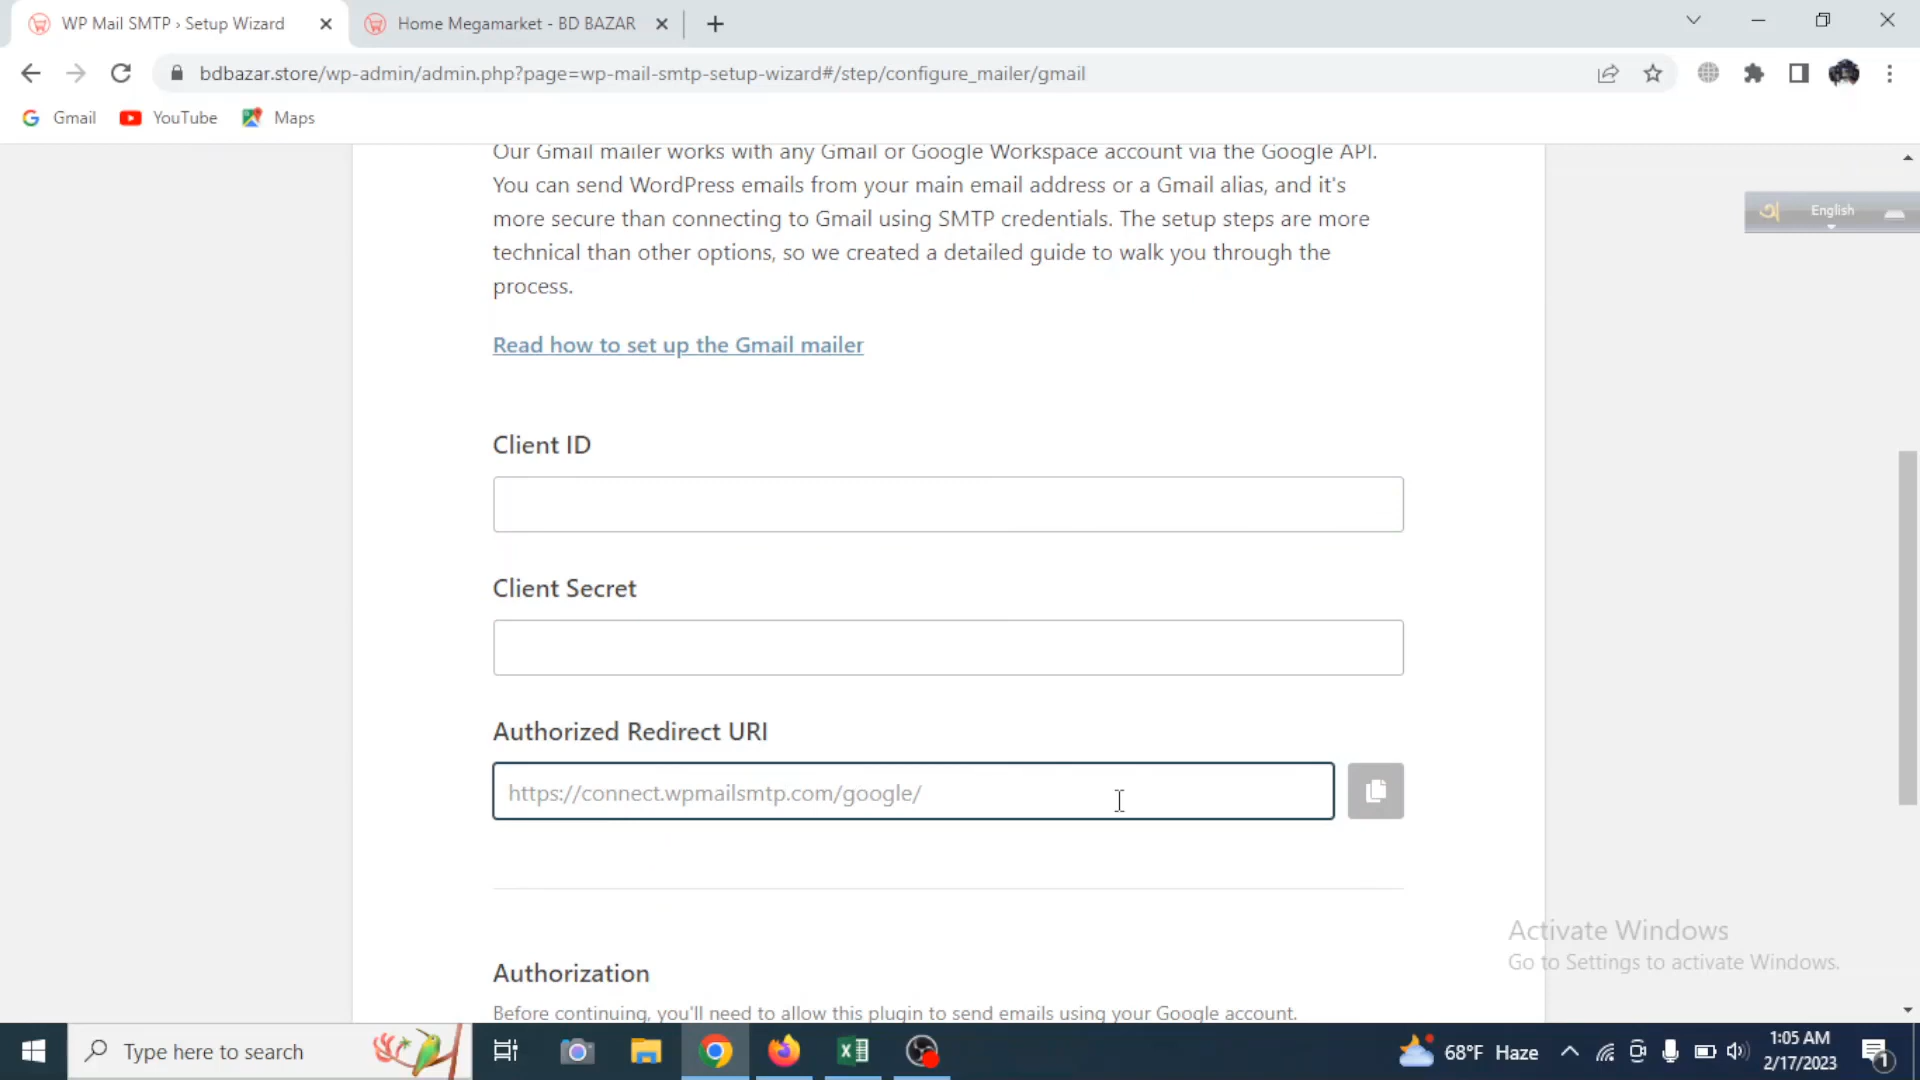 WP Mail SMTP › Setup Wizard
Home Megamarket - BD BAZAR
bdbazar.store/wp-admin/admin.php?page=wp-mail-smtp-setup-wizard#/step/configure_mailer/gmail
Gmail
YouTube
Maps
Our Gmail mailer works with any Gmail or Google Workspace account via the Google API.
You can send WordPress emails from your main email address or a Gmail alias, and it's
more secure than connecting to Gmail using SMTP credentials. The setup steps are more
technical than other options, so we created a detailed guide to walk you through the
process.
অ English
Read how to set up the Gmail mailer
Client ID
Client Secret
Authorized Redirect URI
https://connect.wpmailsmtp.com/google/
Activate Windows
Go to Settings to activate Windows.
Authorization
Before continuing, you'll need to allow this plugin to send emails using your Google account.
Type here to search
68°F Haze
1:05 AM
2/17/2023
1